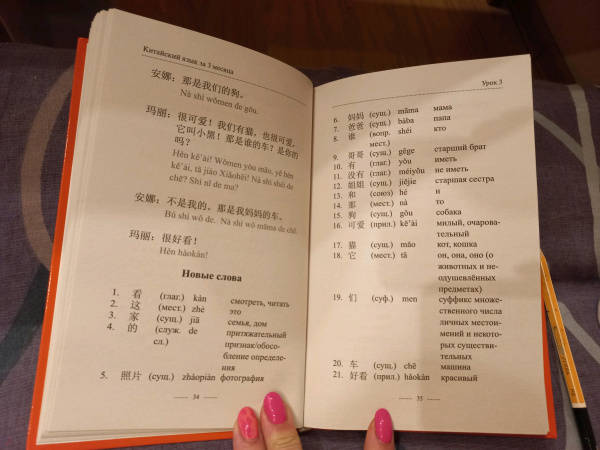 Китайский язык за 3 месяца
安娜：那是我们的狗。
Nà shì wǒmen de gǒu.
玛丽：很可爱！我们有猫，也很可爱，
它叫小黑！那是谁的车？是你的
吗？
Hěn kě'ài! Wǒmen yǒu māo, yě hěn
kě'ài, tā jiào Xiǎohēi! Nà shì shéi de
chē? Shì nǐ de ma?
安娜：不是我的，那是我妈妈的车。
Bú shì wǒ de, Nà shì wǒ māma de chē.
玛丽：很好看！
Hěn hǎokàn!
Новые слова
1. 看 (глаг.) kàn смотреть, читать
2. 这 (мест.) zhè это
3. 家 (сущ.) jiā семья, дом
4. 的 (служ. de притяжательный
сл.) признак/обосо-
бление определе-
ния
5. 照片 (сущ.) zhàopiàn фотография
34
Урок 3
6. 妈妈 (сущ.) māma мама
7. 爸爸 (сущ.) bàba папа
8. 谁 (вопр. shéi кто
мест.)
9. 哥哥 (сущ.) gēge старший брат
10. 有 (глаг.) yǒu иметь
11. 没有 (глаг.) méiyǒu не иметь
12. 姐姐 (сущ.) jiějie старшая сестра
13. 和 (союз) hé и
14. 那 (мест.) nà то
15. 狗 (сущ.) gǒu собака
16. 可爱 (прил.) kě'ài милый, очарова-
тельный
17. 猫 (сущ.) māo кот, кошка
18. 它 (мест.) tā он, она, оно (о
животных и не-
одушевлённых
предметах)
19. 们 (суф.) men суффикс множе-
ственного числа
личных местои-
мений и некото-
рых существи-
тельных
20. 车 (сущ.) chē машина
21. 好看 (прил.) hǎokàn красивый
35